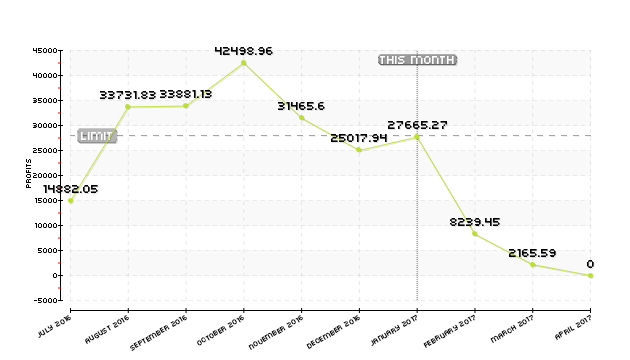 42498.96
45000
THIS MONTH
40000
33731.83
33881.13
35000
31465.6
30000
27665.27
LIMIT
25017.94
25000
PROFITS
20000
14882.05
15000
10000
8239.45
5000
2165.59
0
0
-5000
JULY 2016
AUGUST 2016
SEPTEMBER 2016
OCTOBER 2016
NOVEMBER 2016
DECEMBER 2016
JANUARY 2017
FEBRUARY 2017
MARCH 2017
APRIL 2017